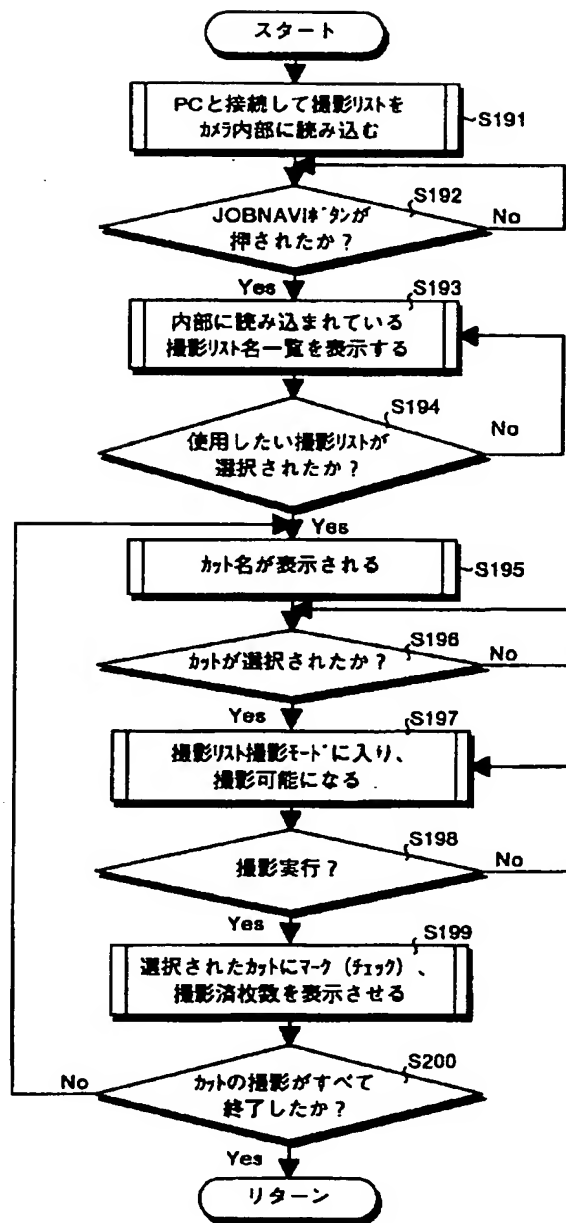 スタート
PCと接続して撮影リストを
カメラ内部に読み込む
S191
S192
JOBNAVIボタンが
押されたか？
No
Yes
S193
内部に読み込まれている
撮影リスト名一覧を表示する
S194
使用したい撮影リストが
選択されたか？
No
Yes
カット名が表示される
S195
S196
カットが選択されたか？
No
Yes
S197
撮影リスト撮影モードに入り、
撮影可能になる
S198
撮影実行？
No
Yes
S199
選択されたカットにマーク（チェック）、
撮影済枚数を表示させる
S200
カットの撮影がすべて
終了したか？
No
Yes
リターン